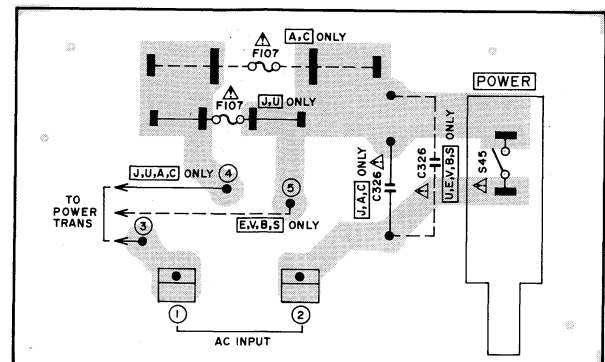 A,C ONLY
F107
POWER
F107
J,U ONLY
J,U,A,C ONLY
4
5
J,A,C ONLY
C326
C326
U,E,V,B,S ONLY
S45
TO
POWER
TRANS
E,V,B,S ONLY
3
1
2
AC INPUT